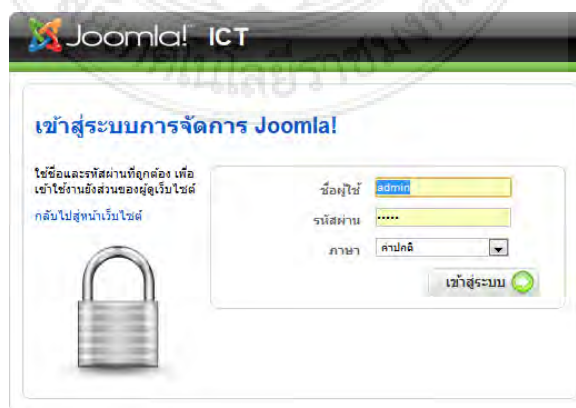 Joomla! ICT
เข้าสู่ระบบการจัดการ Joomla!
ใช้ชื่อและรหัสผ่านที่ถูกต้อง เพื่อ
เข้าใช้งานยังส่วนของผู้ดูเว็บไซต์
กลับไปสู่หน้าเว็บไซต์
ชื่อผู้ใช้ admin
รหัสผ่าน •••••
ภาษา ค่าปกติ
เข้าสู่ระบบ